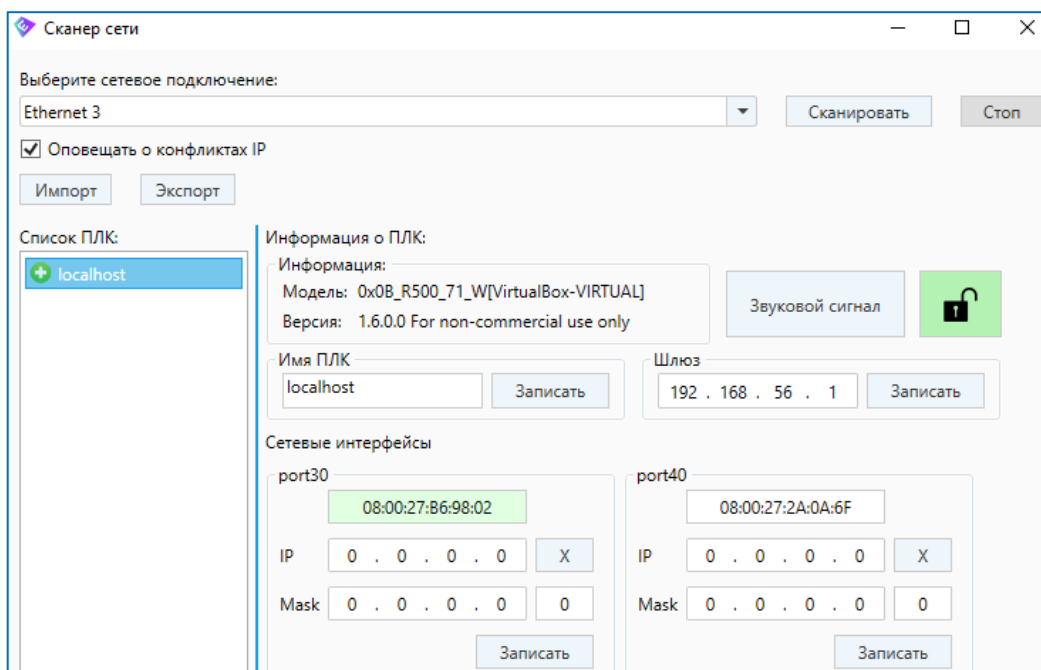 Сканер сети
Выберите сетевое подключение:
Ethernet 3
Сканировать
Стоп
Оповещать о конфликтах IP
Импорт Экспорт
Список ПЛК:
localhost
Информация о ПЛК:
Информация:
Модель: 0x0B_R500_71_W[VirtualBox-VIRTUAL]
Версия: 1.6.0.0 For non-commercial use only
Звуковой сигнал
Имя ПЛК
localhost Записать
Шлюз
192 . 168 . 56 . 1 Записать
Сетевые интерфейсы
port30
08:00:27:B6:98:02
IP 0 . 0 . 0 . 0 X
Mask 0 . 0 . 0 . 0 0
Записать
port40
08:00:27:2A:0A:6F
IP 0 . 0 . 0 . 0 X
Mask 0 . 0 . 0 . 0 0
Записать